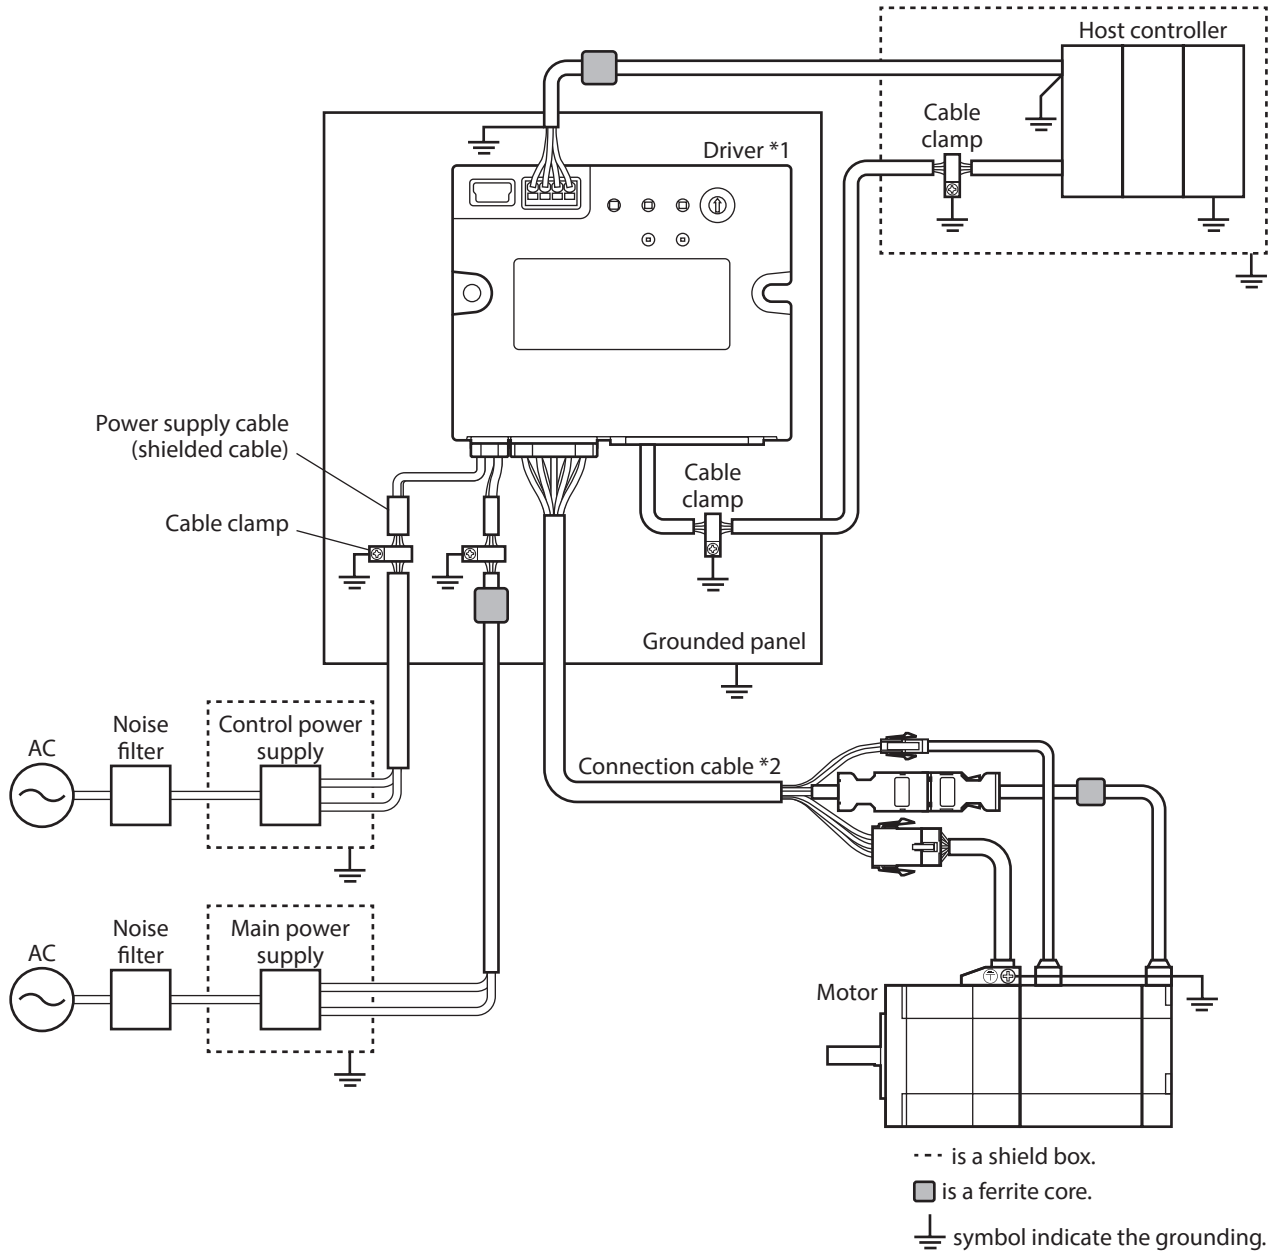 Host controller
Cable
clamp
Driver *1
Power supply cable
(shielded cable)
Cable clamp
Cable
clamp
Grounded panel
AC
Noise
filter
Control power
supply
Connection cable *2
AC
Noise
filter
Main power
supply
Motor
is a shield box.
is a ferrite core.
symbol indicate the grounding.